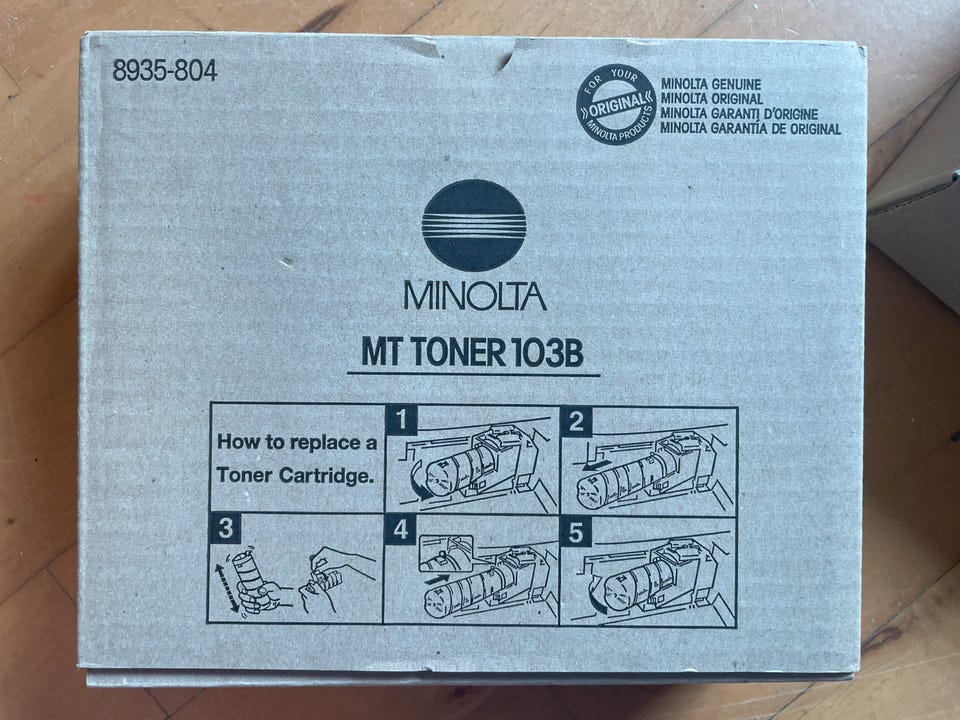 8935-804
FOR YOUR
ORIGINAL
MINOLTA PRODUCTS
MINOLTA GENUINE
MINOLTA ORIGINAL
MINOLTA GARANTI D'ORIGINE
MINOLTA GARANTIA DE ORIGINAL
MINOLTA
MT TONER 103B
How to replace a
Toner Cartridge.
1
2
3
4
5